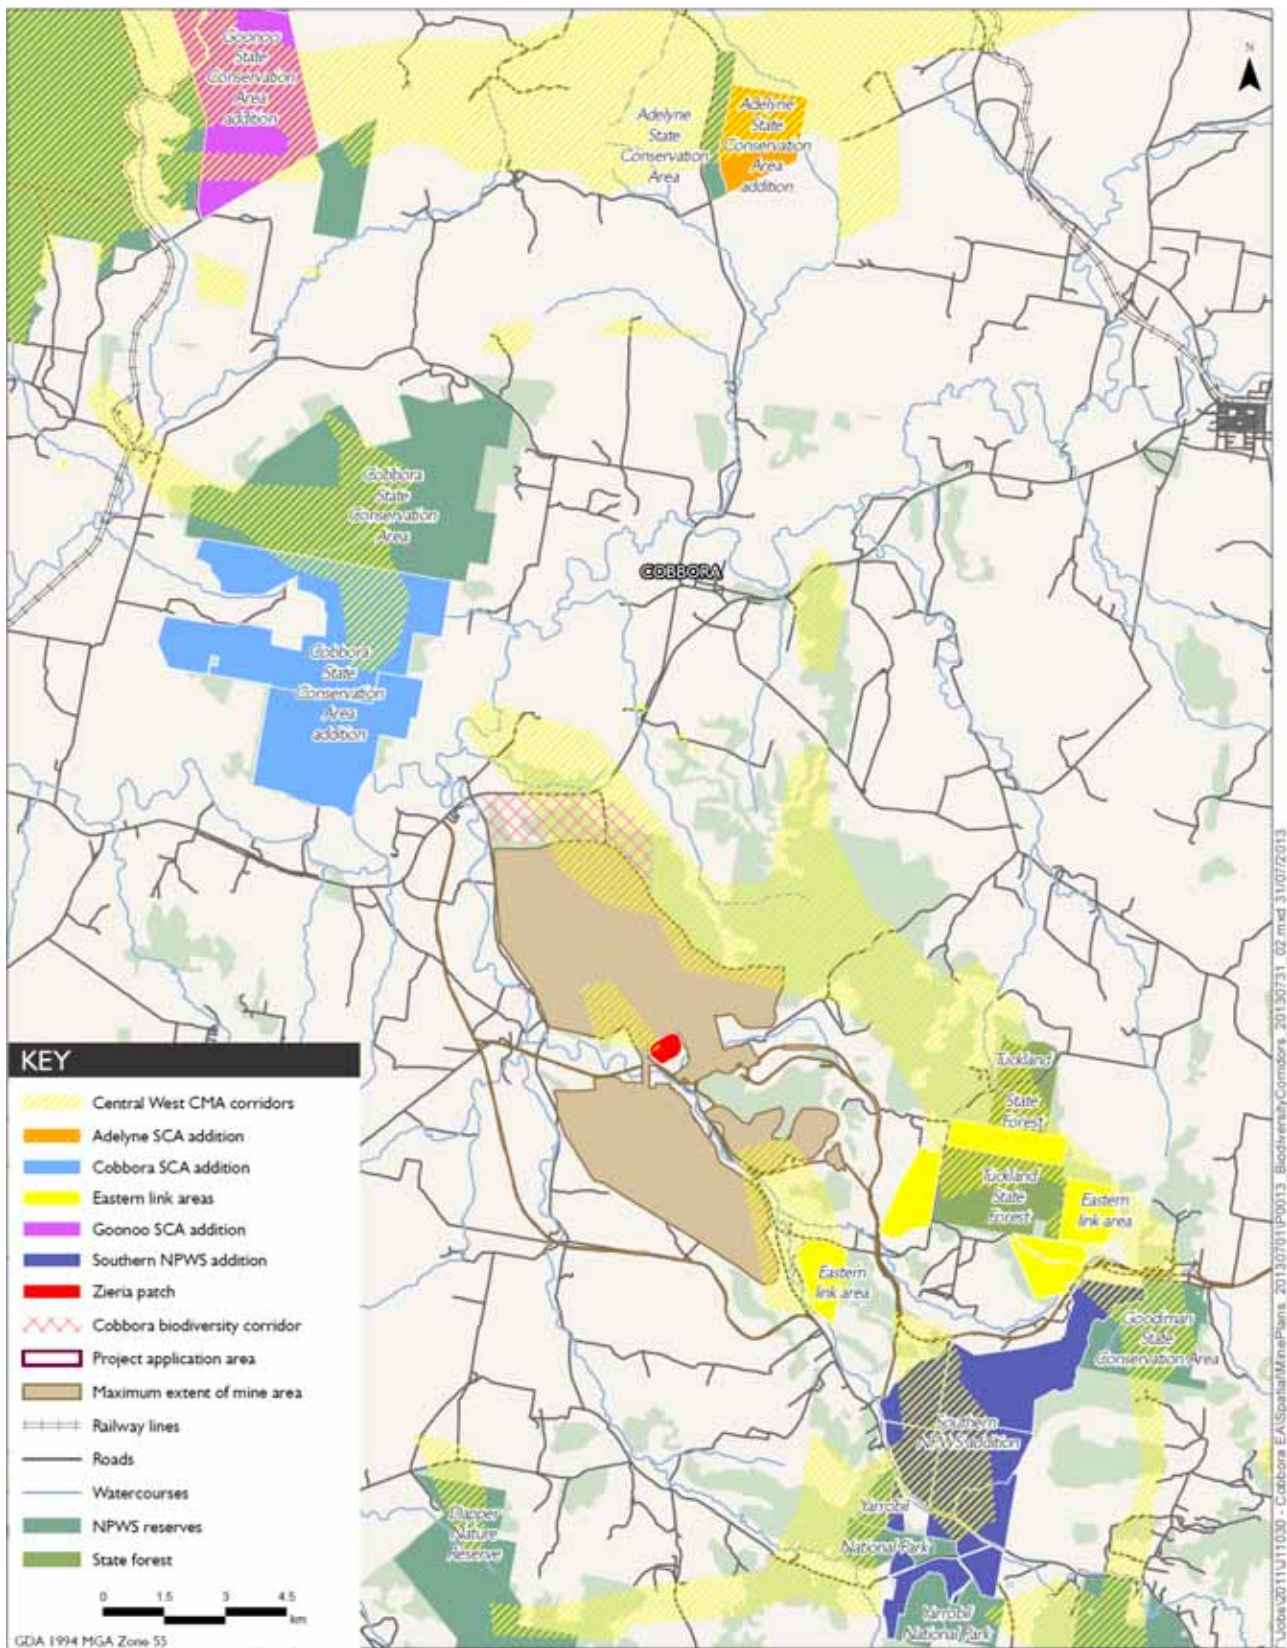 Goonoo
State
Conservation
Area
addition
N
Adelyne
State
Conservation
Area
Adelyne
State
Conservation
Area
addition
Cobbora
State
Conservation
Area
COBBORA
Cobbora
State
Conservation
Area
addition
Tuckland
State
Forest
Tuckland
State
Forest
Eastern
link area
Eastern
link area
Goodiman
State
Conservation Area
Southern
NPWS addition
Yarrobil
National Park
Dapper
Nature
Reserve
Yarrobil
National Park
KEY
Central West CMA corridors
Adelyne SCA addition
Cobbora SCA addition
Eastern link areas
Goonoo SCA addition
Southern NPWS addition
Zieria patch
Cobbora biodiversity corridor
Project application area
Maximum extent of mine area
Railway lines
Roads
Watercourses
NPWS reserves
State forest
0 1.5 3 4.5
km
GDA 1994 MGA Zone 55